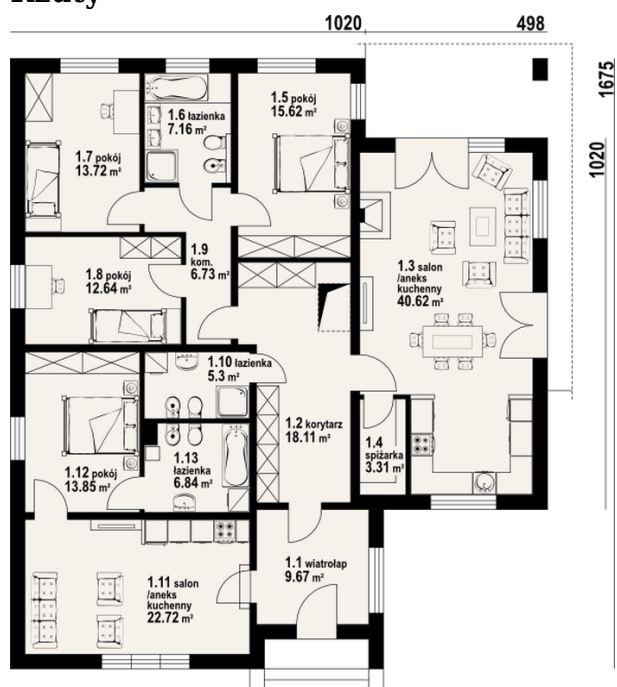 1020 498
1675
1020
1.5 pokój
15.62 m²
1.6 łazienka
7.16 m²
1.7 pokój
13.72 m²
1.9
kom.
6.73 m²
1.8 pokój
12.64 m²
1.3 salon
/aneks
kuchenny
40.62 m²
1.10 łazienka
5.3 m²
1.2 korytarz
18.11 m²
1.4
spiżarka
3.31 m²
1.13
łazienka
6.84 m²
1.12 pokój
13.85 m²
1.1 wiatrołap
9.67 m²
1.11 salon
/aneks
kuchenny
22.72 m²